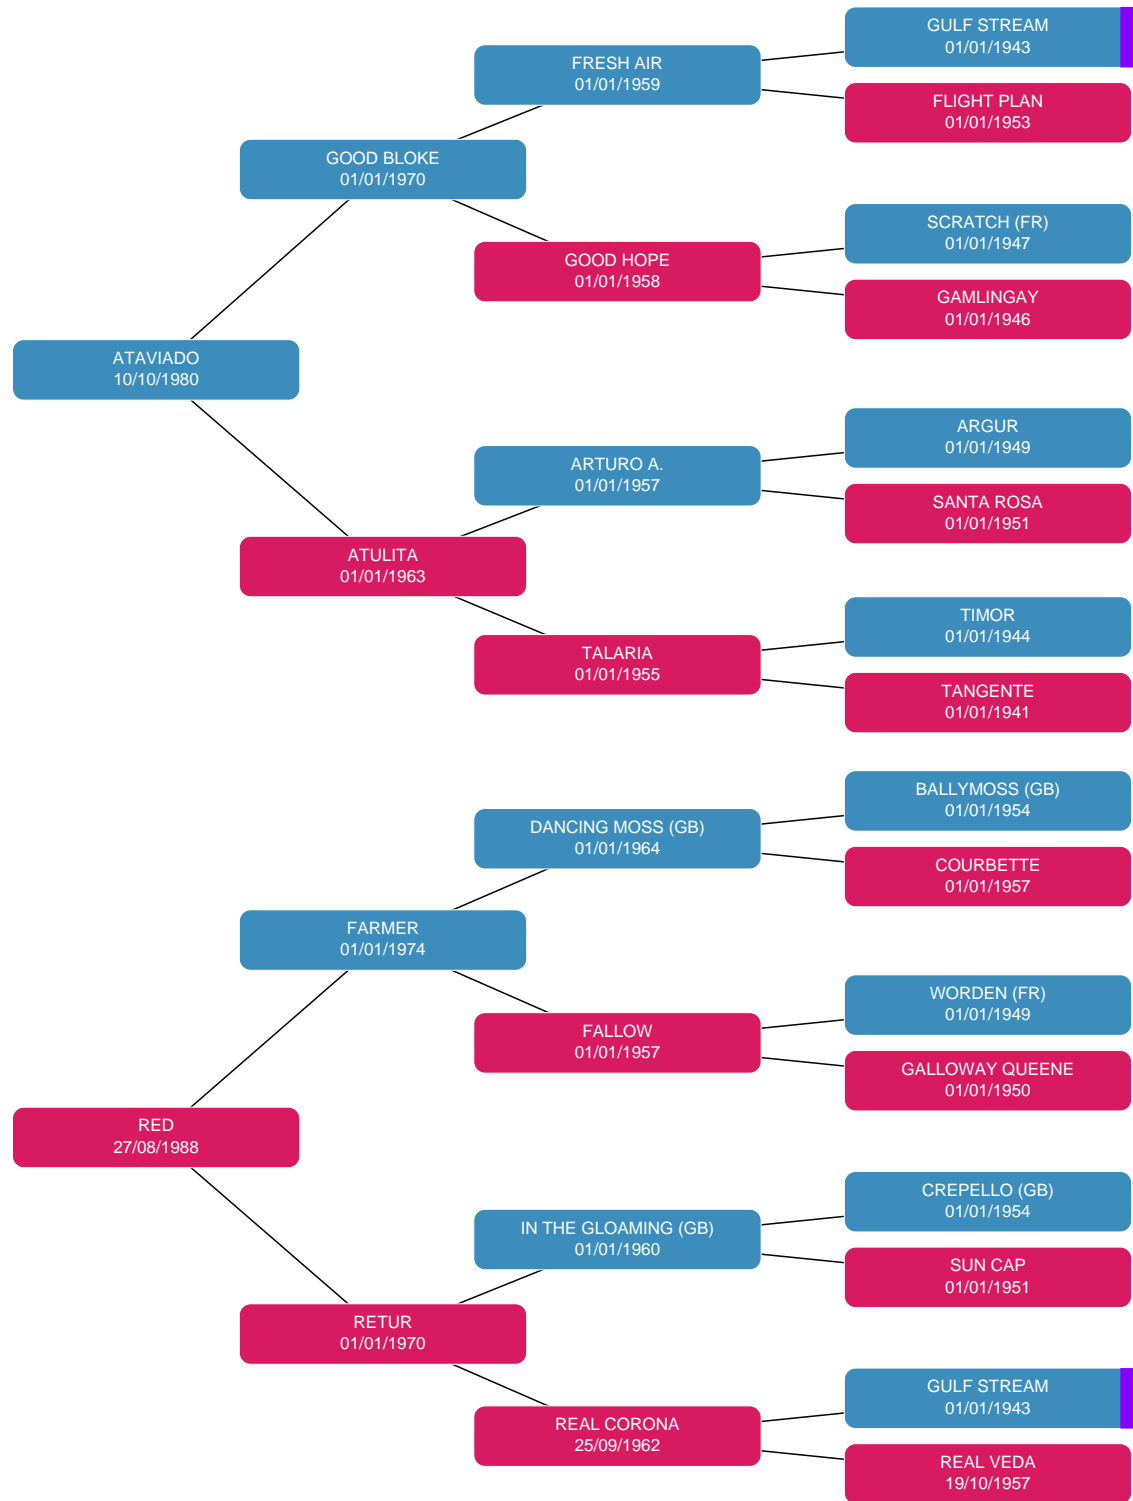 GULF STREAM
01/01/1943
FRESH AIR
01/01/1959
FLIGHT PLAN
01/01/1953
GOOD BLOKE
01/01/1970
SCRATCH (FR)
01/01/1947
GOOD HOPE
01/01/1958
GAMLINGAY
01/01/1946
ATAVIADO
10/10/1980
ARGUR
01/01/1949
ARTURO A.
01/01/1957
SANTA ROSA
01/01/1951
ATULITA
01/01/1963
TIMOR
01/01/1944
TALARIA
01/01/1955
TANGENTE
01/01/1941
BALLYMOSS (GB)
01/01/1954
DANCING MOSS (GB)
01/01/1964
COURBETTE
01/01/1957
FARMER
01/01/1974
WORDEN (FR)
01/01/1949
FALLOW
01/01/1957
GALLOWAY QUEENE
01/01/1950
RED
27/08/1988
CREPELLO (GB)
01/01/1954
IN THE GLOAMING (GB)
01/01/1960
SUN CAP
01/01/1951
RETUR
01/01/1970
GULF STREAM
01/01/1943
REAL CORONA
25/09/1962
REAL VEDA
19/10/1957